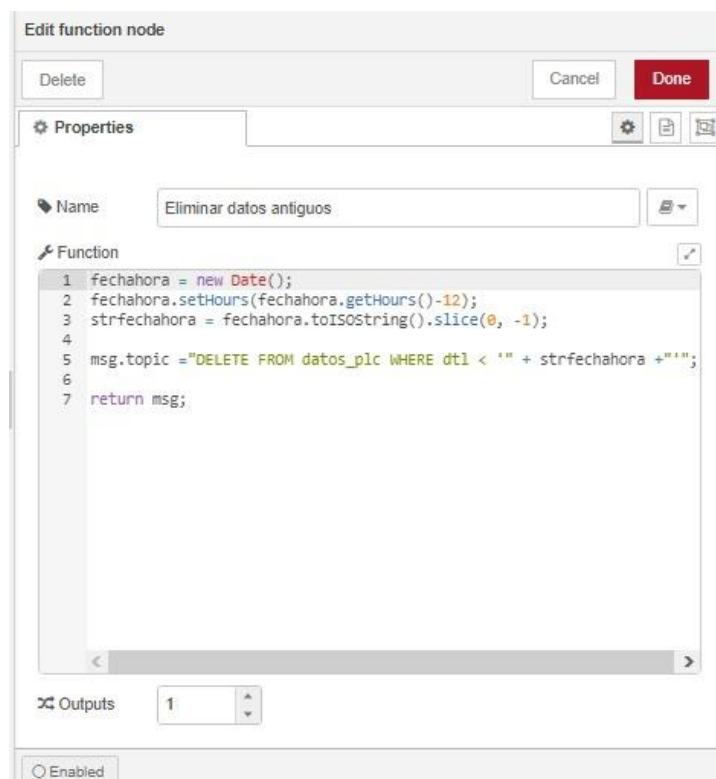 Edit function node
Delete
Cancel
Done
Properties
Name
Eliminar datos antiguos
Function
1 fechahora = new Date();
2 fechahora.setHours(fechahora.getHours()-12);
3 strfechahora = fechahora.toISOString().slice(0, -1);
4
5 msg.topic ="DELETE FROM datos_plc WHERE dtl < '" + strfechahora +"'";
6
7 return msg;
Outputs
1
Enabled